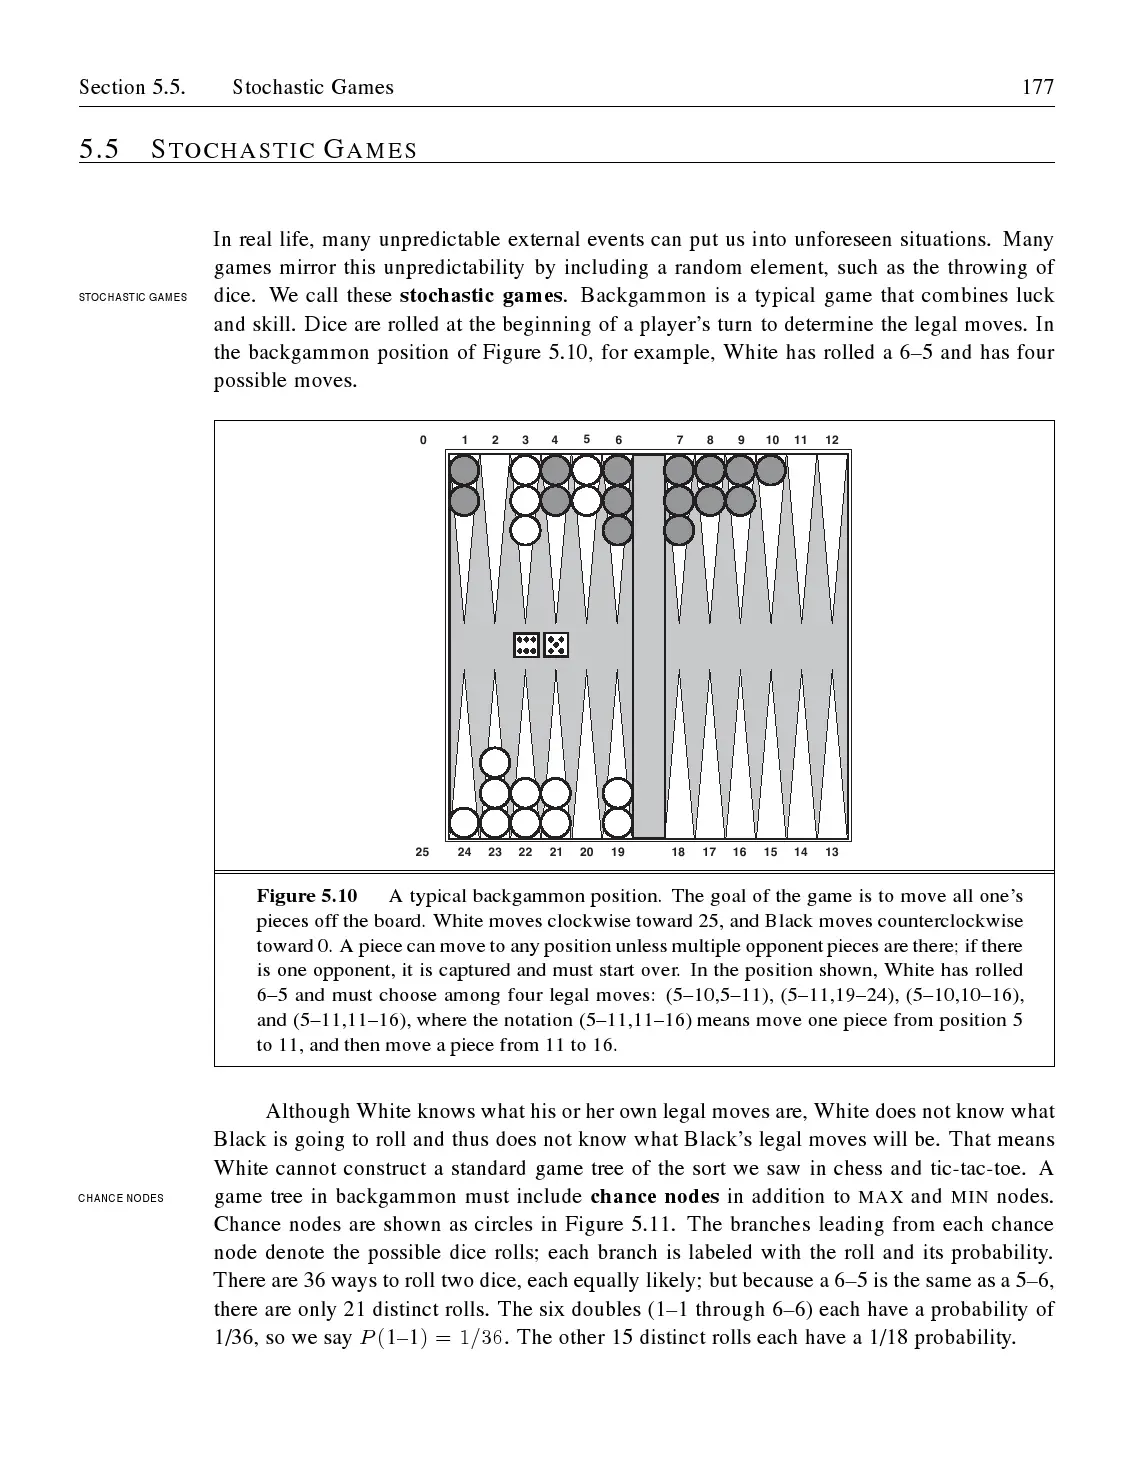 Section 5.5. Stochastic Games 177
5.5 STOCHASTIC GAMES
In real life, many unpredictable external events can put us into unforeseen situations. Many
games mirror this unpredictability by including a random element, such as the throwing of
STOCHASTIC GAMES
dice. We call these stochastic games. Backgammon is a typical game that combines luck
and skill. Dice are rolled at the beginning of a player's turn to determine the legal moves. In
the backgammon position of Figure 5.10, for example, White has rolled a 6–5 and has four
possible moves.
0 1 2 3 4 5 6 7 8 9 10 11 12
25 24 23 22 21 20 19 18 17 16 15 14 13
Figure 5.10 A typical backgammon position. The goal of the game is to move all one's
pieces off the board. White moves clockwise toward 25, and Black moves counterclockwise
toward 0. A piece can move to any position unless multiple opponent pieces are there; if there
is one opponent, it is captured and must start over. In the position shown, White has rolled
6–5 and must choose among four legal moves: (5–10,5–11), (5–11,19–24), (5–10,10–16),
and (5–11,11–16), where the notation (5–11,11–16) means move one piece from position 5
to 11, and then move a piece from 11 to 16.
Although White knows what his or her own legal moves are, White does not know what
Black is going to roll and thus does not know what Black's legal moves will be. That means
White cannot construct a standard game tree of the sort we saw in chess and tic-tac-toe. A
CHANCE NODES
game tree in backgammon must include chance nodes in addition to MAX and MIN nodes.
Chance nodes are shown as circles in Figure 5.11. The branches leading from each chance
node denote the possible dice rolls; each branch is labeled with the roll and its probability.
There are 36 ways to roll two dice, each equally likely; but because a 6–5 is the same as a 5–6,
there are only 21 distinct rolls. The six doubles (1–1 through 6–6) each have a probability of
1/36, so we say P(1–1) = 1/36. The other 15 distinct rolls each have a 1/18 probability.